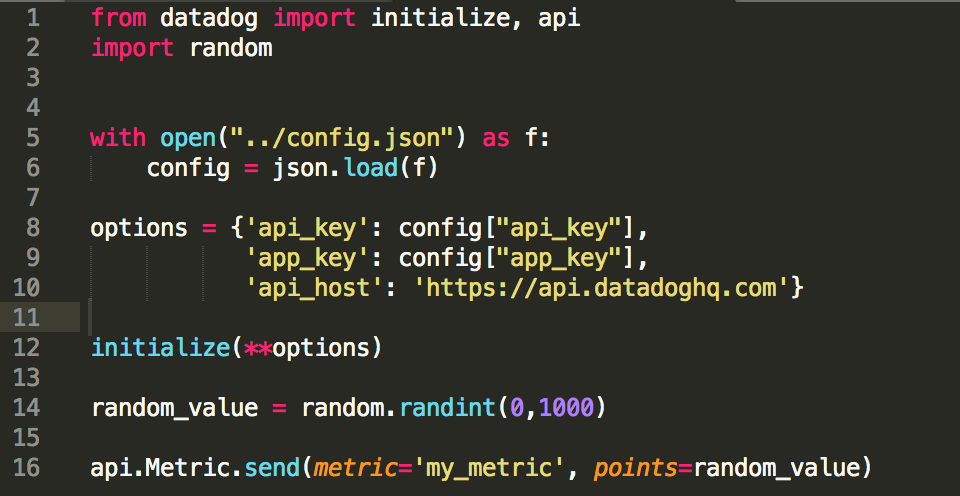 1 from datadog import initialize, api
2 import random
3
4
5 with open("../config.json") as f:
6     config = json.load(f)
7
8 options = {'api_key': config["api_key"],
9            'app_key': config["app_key"],
10            'api_host': 'https://api.datadoghq.com'}
11
12 initialize(**options)
13
14 random_value = random.randint(0,1000)
15
16 api.Metric.send(metric='my_metric', points=random_value)